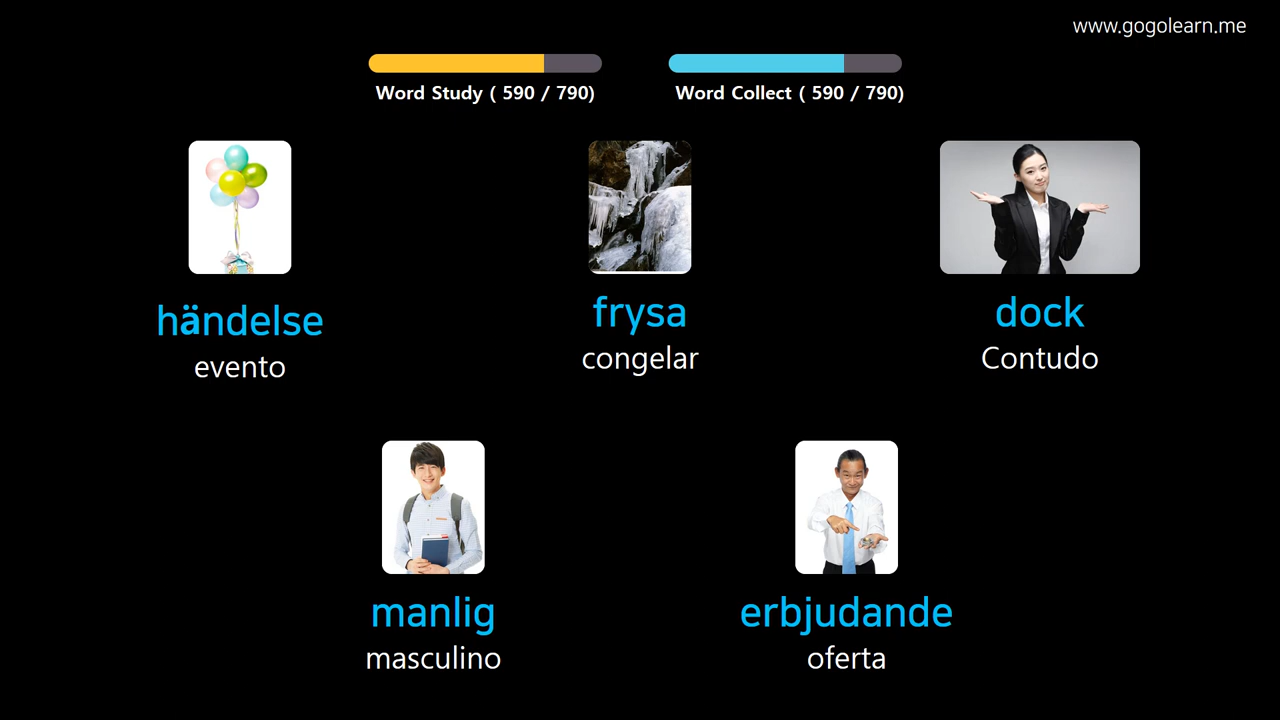 www.gogolearn.me
Word Study ( 590 / 790)
Word Collect ( 590 / 790)
händelse
evento
frysa
congelar
dock
Contudo
manlig
masculino
erbjudande
oferta